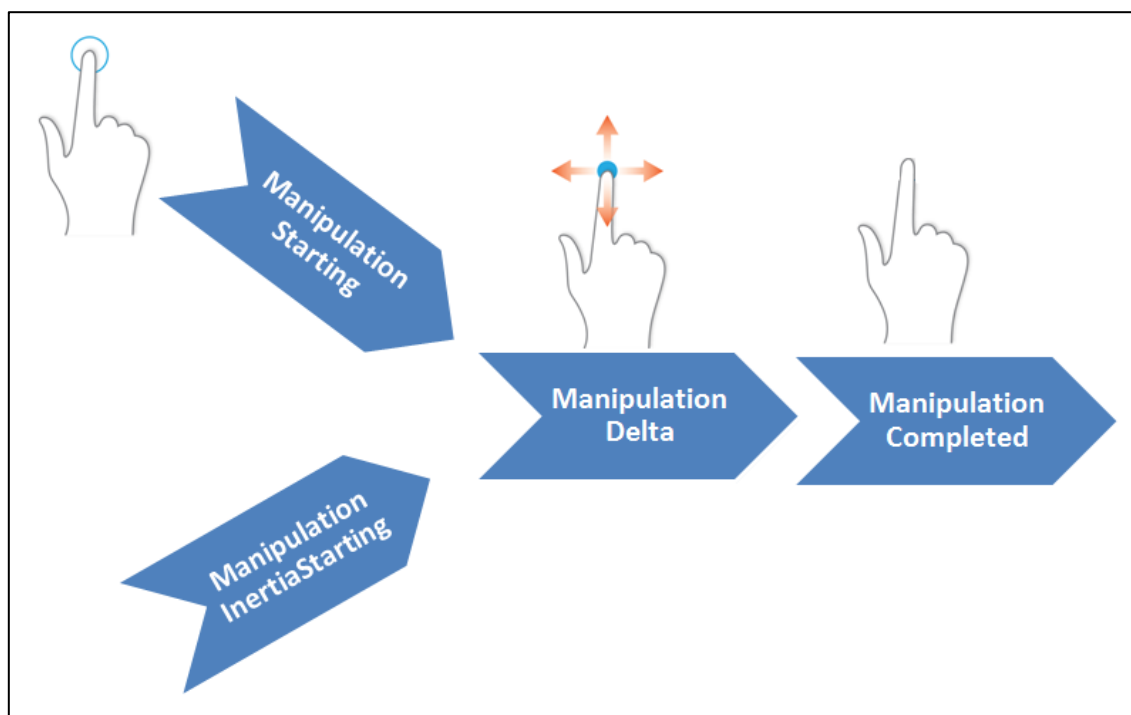 Manipulation
Starting
Manipulation
Delta
Manipulation
Completed
Manipulation
InertiaStarting